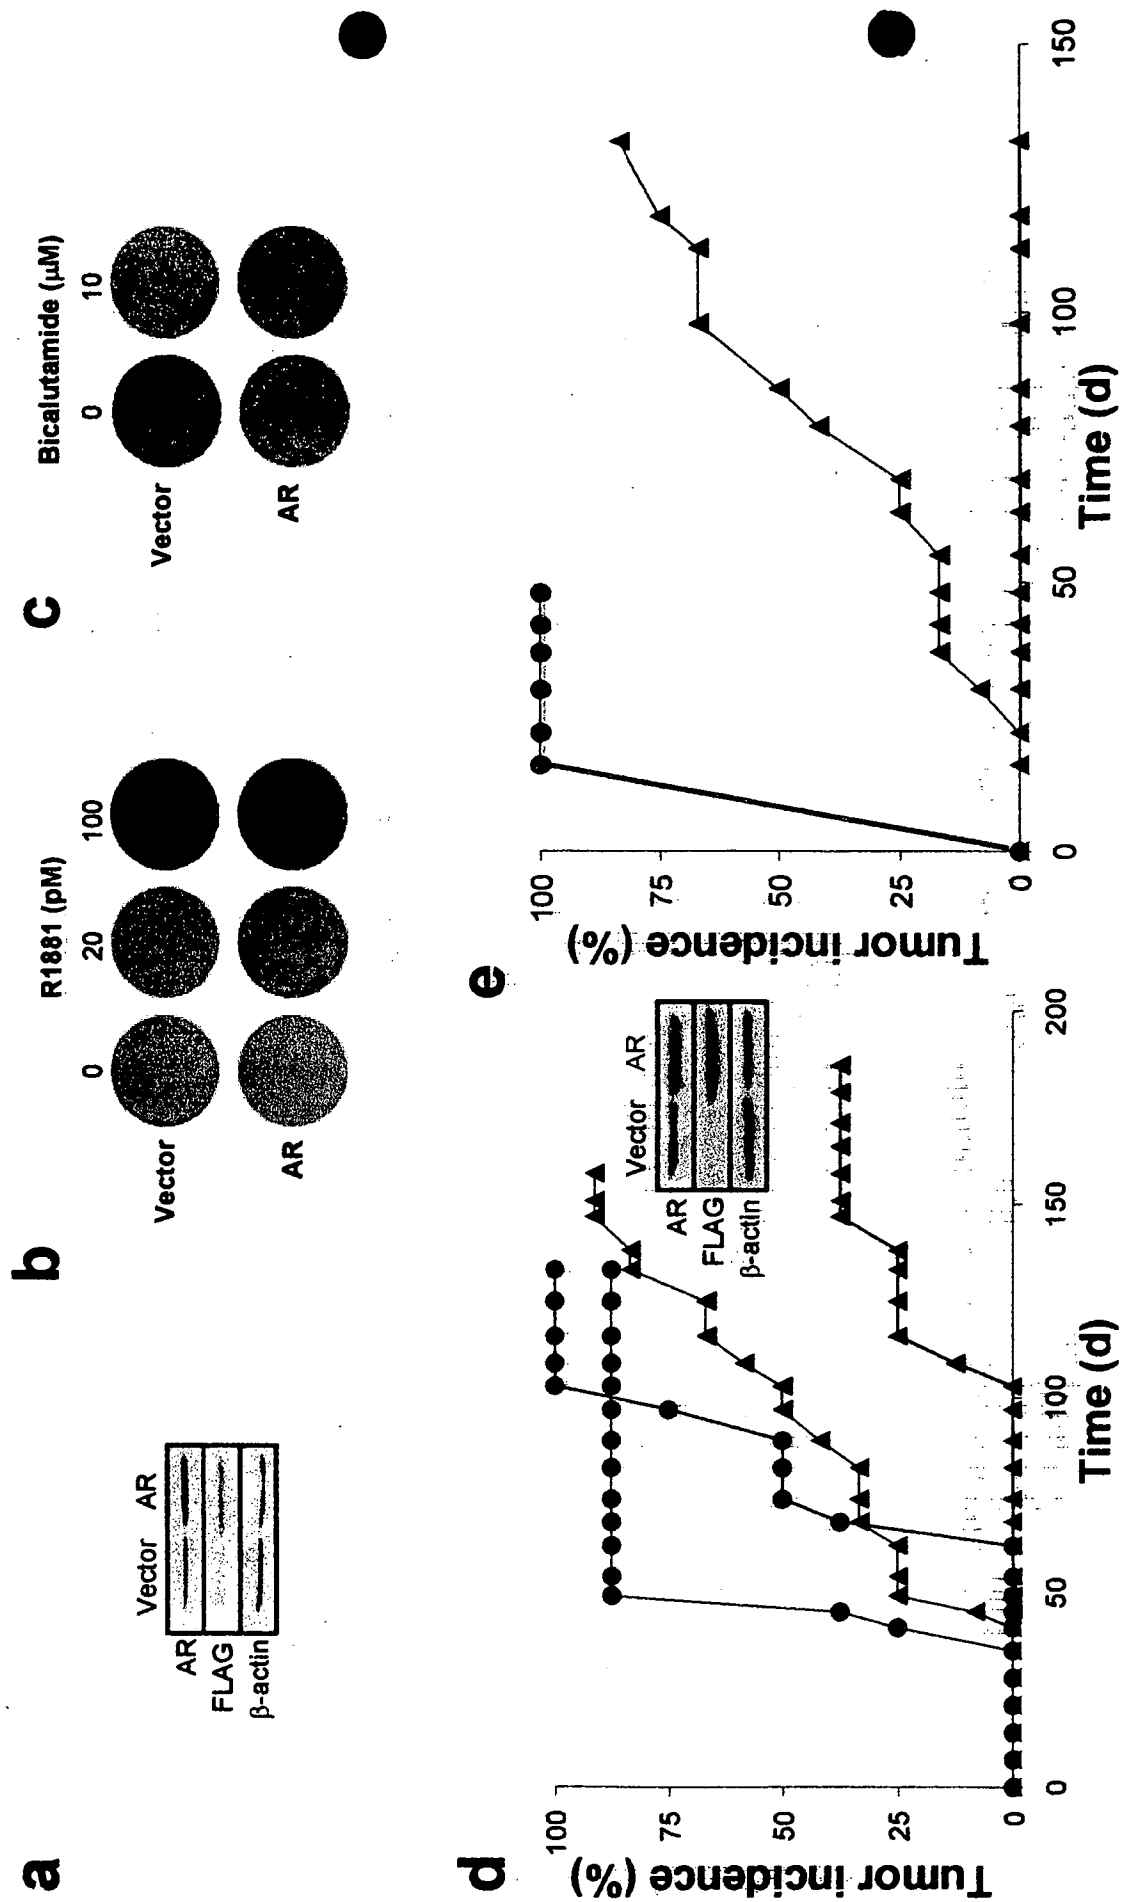 a
Vector AR
AR
FLAG
β-actin
b
R1881 (pM)
0 20 100
Vector
AR
c
Bicalutamide (μM)
0 10
Vector
AR
d
Tumor incidence (%)
100
75
50
25
0
0 50 100 150 200
Time (d)
Vector AR
AR
FLAG
β-actin
e
Tumor incidence (%)
100
75
50
25
0
0 50 100 150
Time (d)